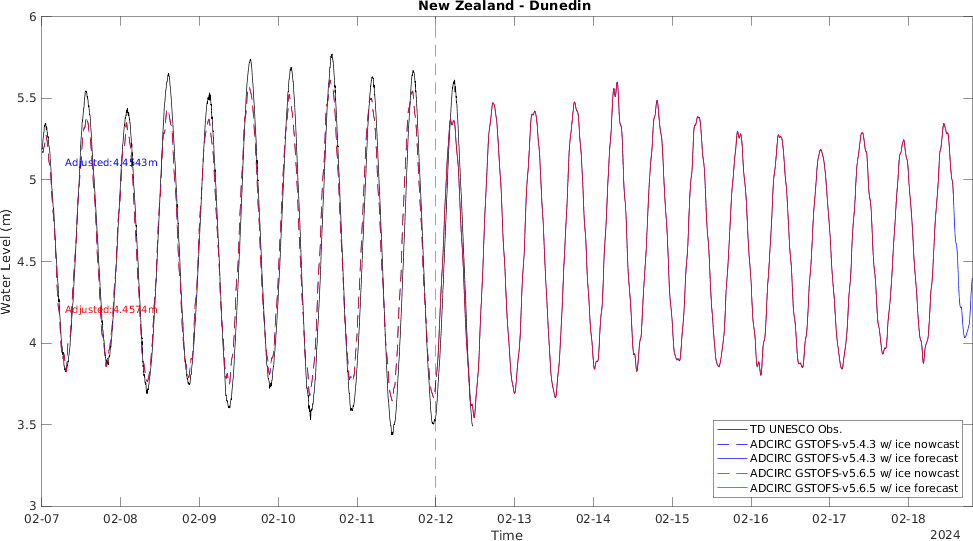 New Zealand - Dunedin
6
5.5
5
4.5
4
3.5
3
Water Level (m)
Adjusted:4.4543m
Adjusted:4.4574m
TD UNESCO Obs.
ADCIRC GSTOFS-v5.4.3 w/ ice nowcast
ADCIRC GSTOFS-v5.4.3 w/ ice forecast
ADCIRC GSTOFS-v5.6.5 w/ ice nowcast
ADCIRC GSTOFS-v5.6.5 w/ ice forecast
02-07 02-08 02-09 02-10 02-11 02-12 02-13 02-14 02-15 02-16 02-17 02-18
2024
Time